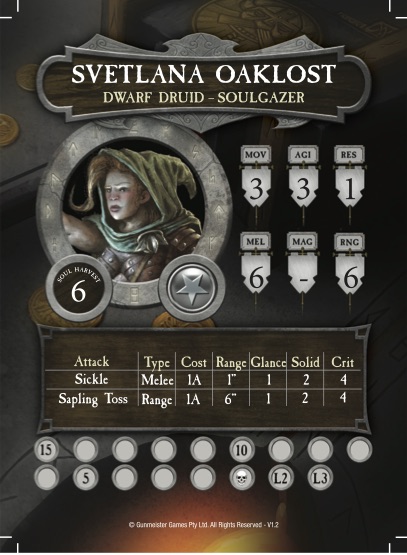 SVETLANA OAKLOST
DWARF DRUID - SOULGAZER
MOV AGI RES
3 3 1
MEL MAG RNG
6 - 6
SOUL HARVEST
6
Attack Type Cost Range Glance Solid Crit
Sickle Melee 1A 1" 1 2 4
Sapling Toss Range 1A 6" 1 2 4
15 10
5 L2 L3
© Gunmeister Games Pty Ltd. All Rights Reserved - V1.2